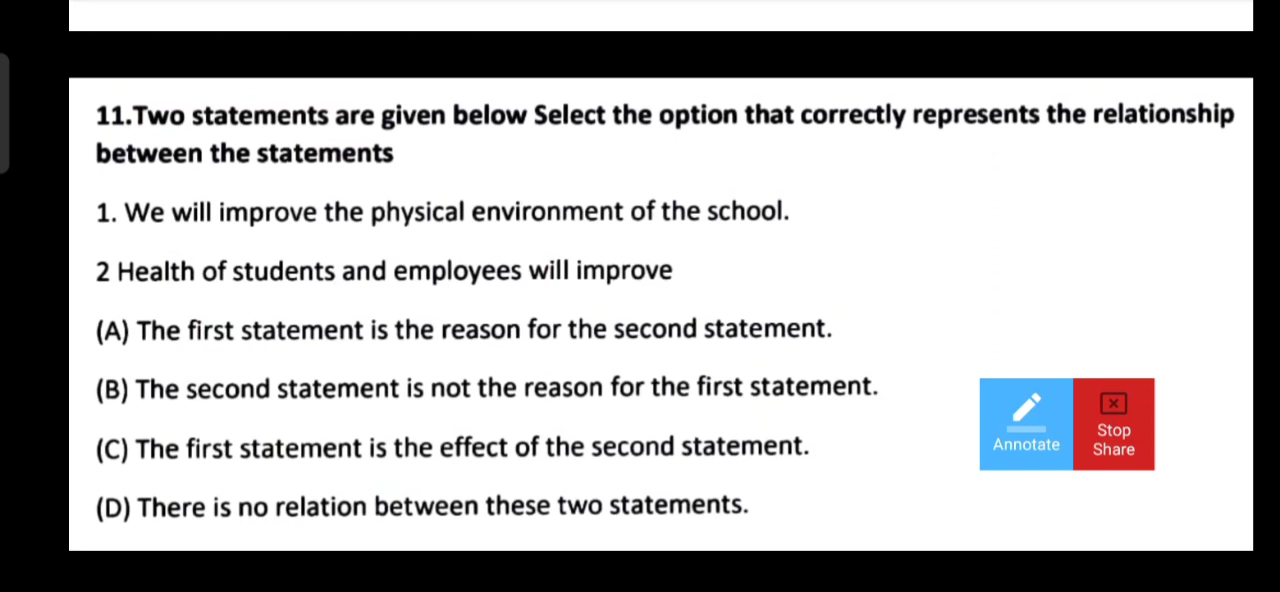 11.Two statements are given below Select the option that correctly represents the relationship
between the statements
1. We will improve the physical environment of the school.
2 Health of students and employees will improve
(A) The first statement is the reason for the second statement.
(B) The second statement is not the reason for the first statement.
(C) The first statement is the effect of the second statement.
(D) There is no relation between these two statements.
Annotate
Stop
Share